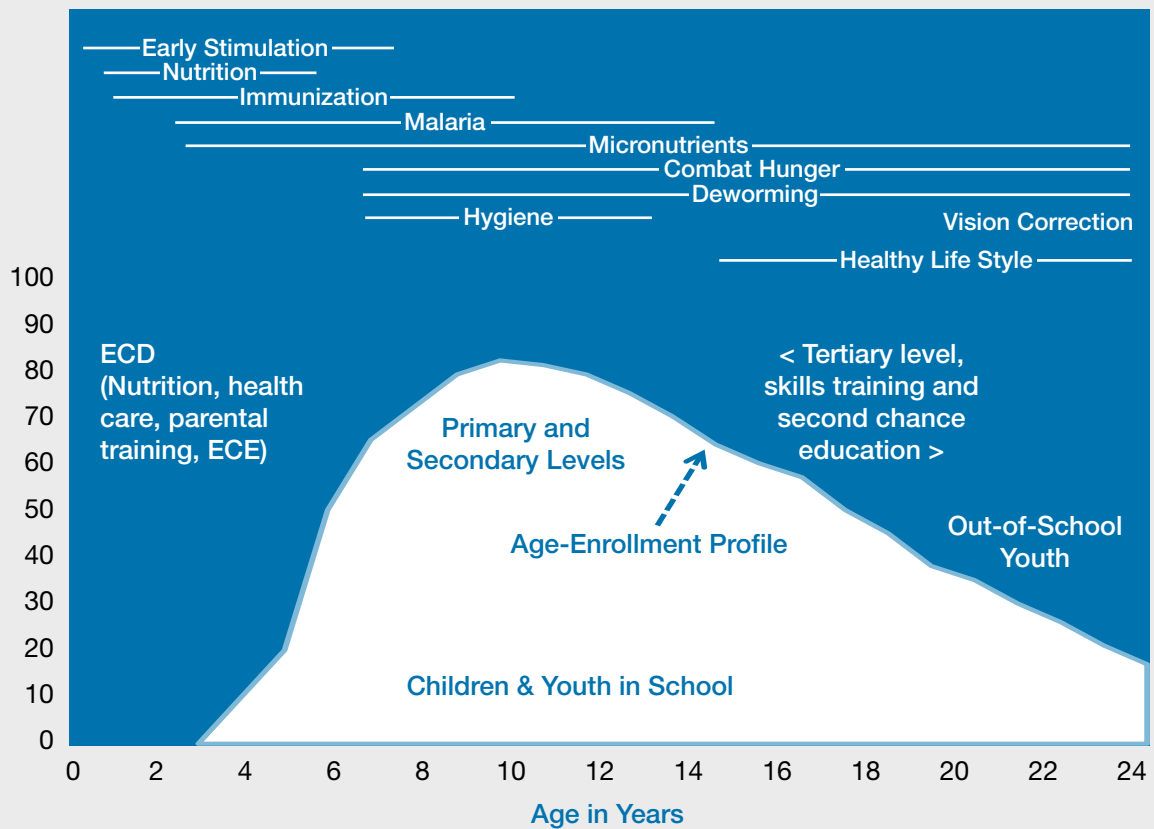 Early Stimulation
Nutrition
Immunization
Malaria
Micronutrients
Combat Hunger
Deworming
Hygiene
Vision Correction
Healthy Life Style
100
90
80
70
60
50
40
30
20
10
0
ECD
(Nutrition, health
care, parental
training, ECE)
< Tertiary level,
skills training and
second chance
education >
Primary and
Secondary Levels
Age-Enrollment Profile
Out-of-School
Youth
Children & Youth in School
0 2 4 6 8 10 12 14 16 18 20 22 24
Age in Years